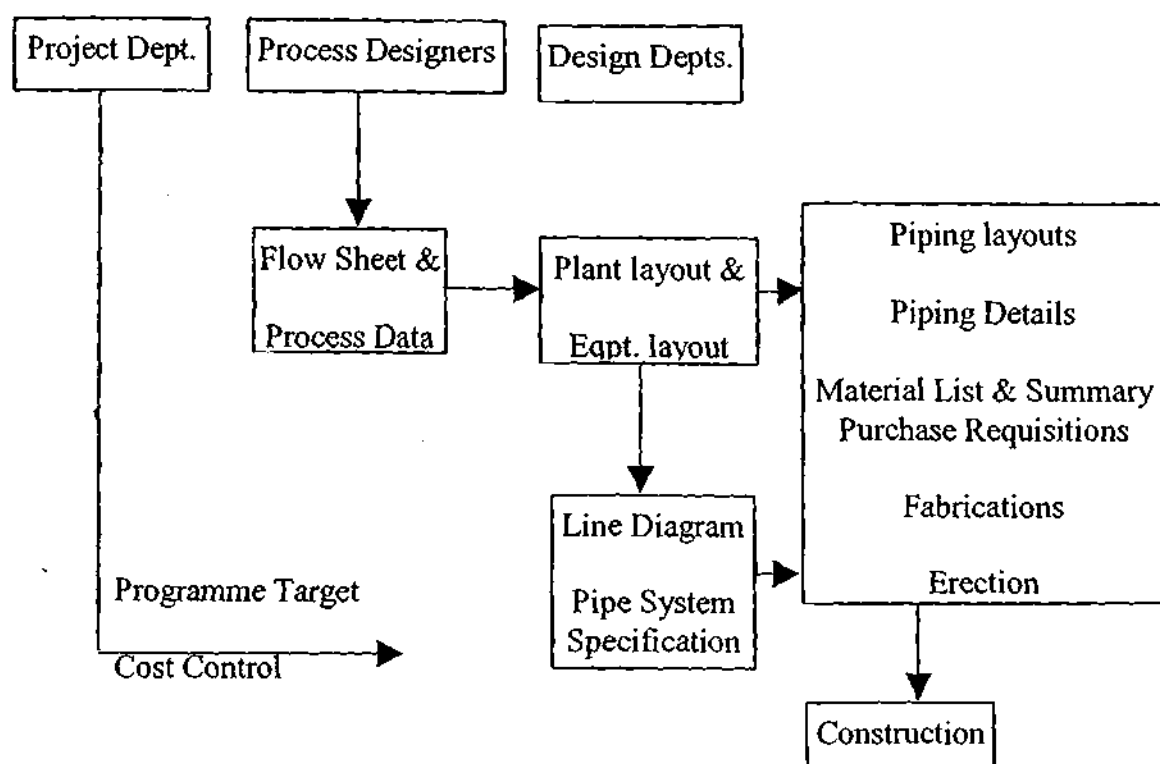 Project Dept.
Process Designers
Design Depts.
Flow Sheet &
Process Data
Plant layout &
Eqpt. layout
Piping layouts
Piping Details
Material List & Summary
Purchase Requisitions
Fabrications
Erection
Line Diagram
Pipe System
Specification
Programme Target
Cost Control
Construction